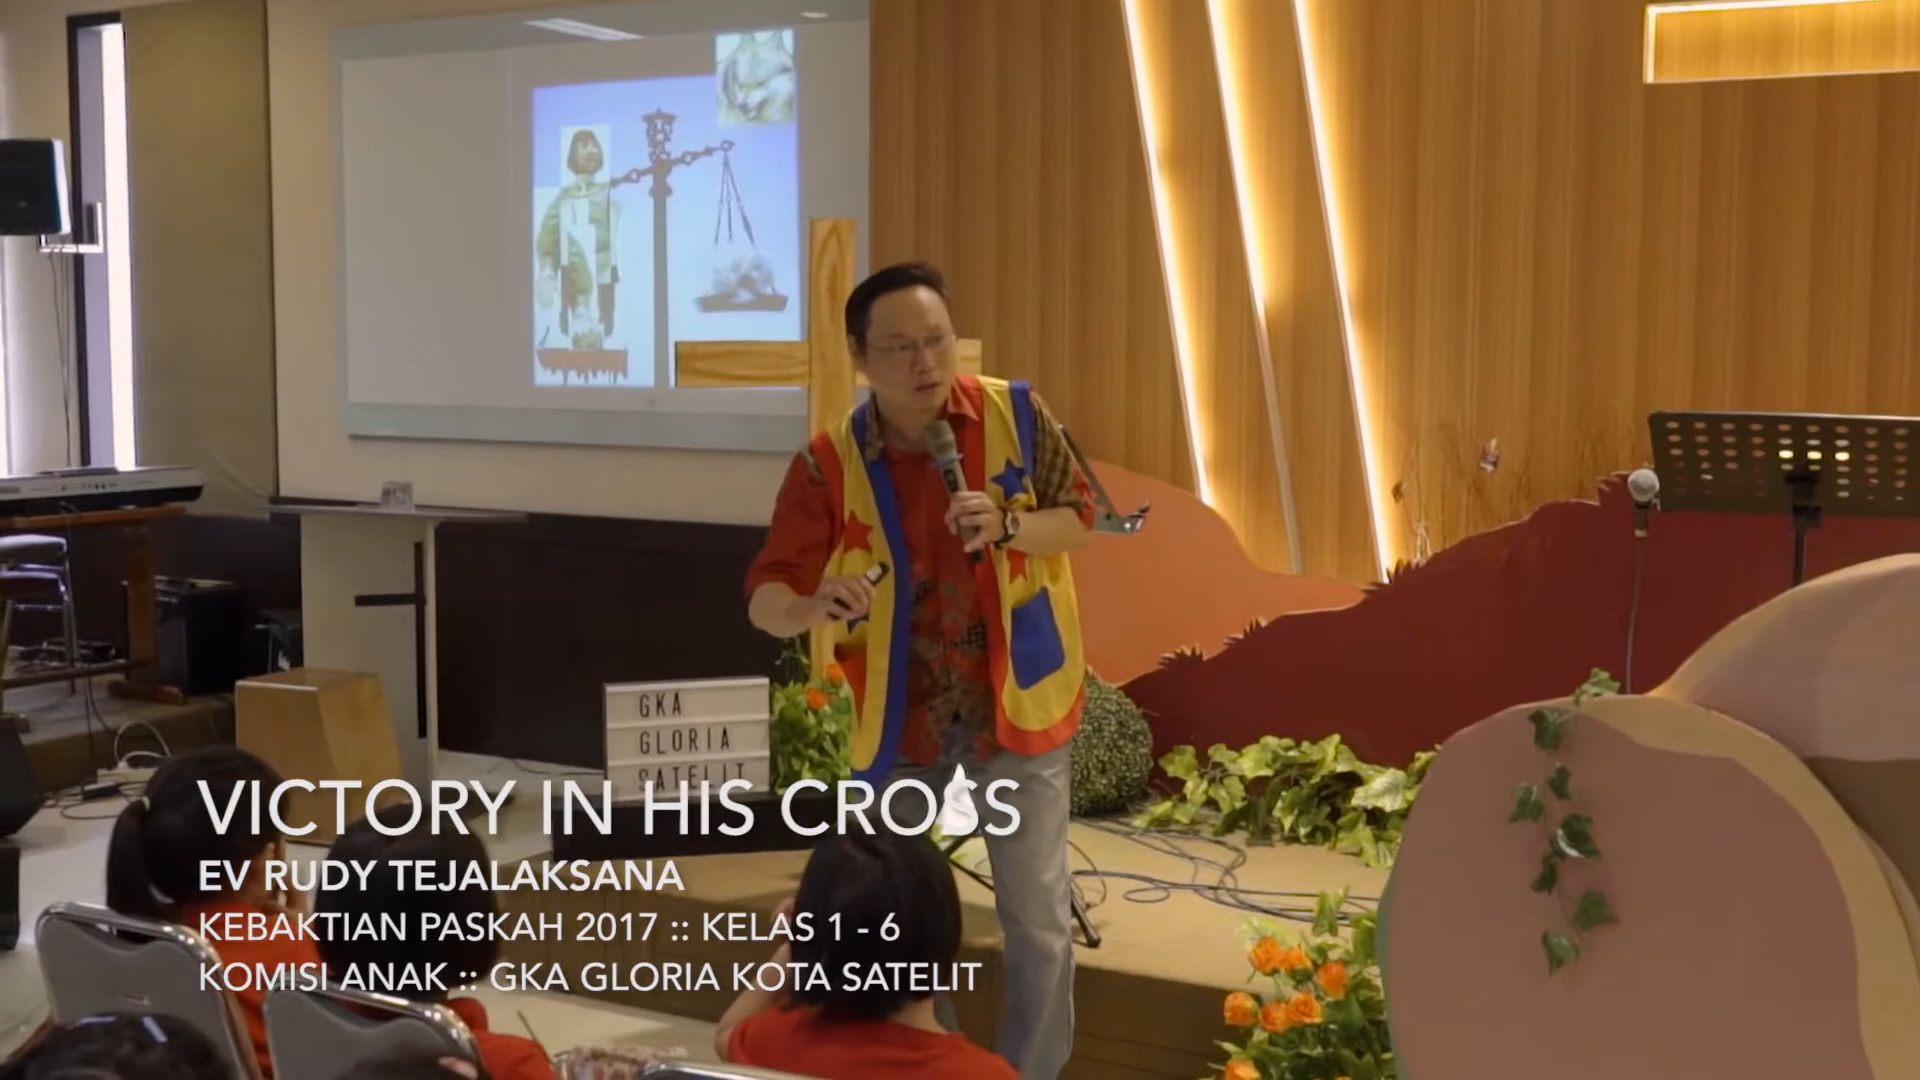 GKA
GLORIA
SATELIT
VICTORY IN HIS CROSS
EV RUDY TEJALAKSANA
KEBAKTIAN PASKAH 2017 :: KELAS 1 - 6
KOMISI ANAK :: GKA GLORIA KOTA SATELIT